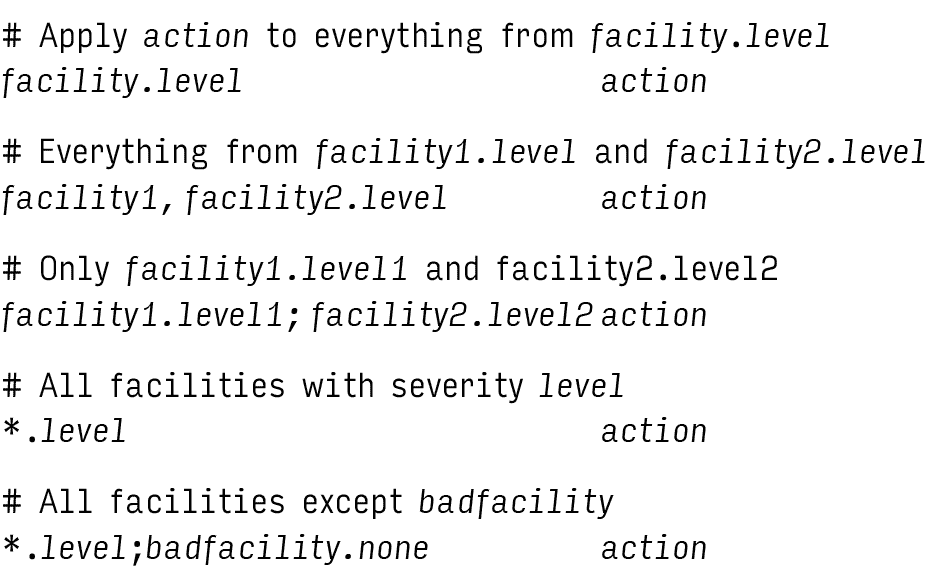 # Apply action to everything from facility.level
facility.level action
# Everything from facility1.level and facility2.level
facility1,facility2.level action
# Only facility1.level1 and facility2.level2
facility1.level1;facility2.level2 action
# All facilities with severity level
*.level action
# All facilities except badfacility
*.level;badfacility.none action